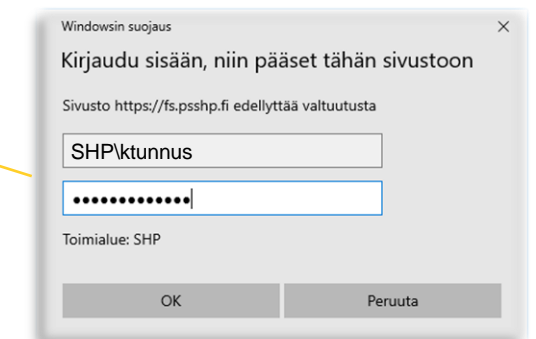 Windowsin suojaus
Kirjaudu sisään, niin pääset tähän sivustoon
Sivusto https://fs.psshp.fi edellyttää valtuutusta
SHP\ktunnus
•••••••••••••
Toimialue: SHP
OK
Peruuta